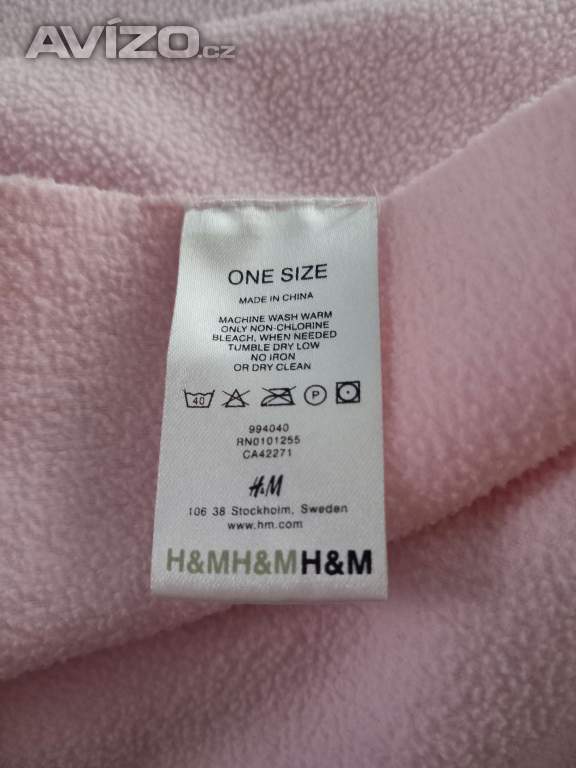 AVÍZO.cz
ONE SIZE
MADE IN CHINA
MACHINE WASH WARM
ONLY NON-CHLORINE
BLEACH, WHEN NEEDED
TUMBLE DRY LOW
NO IRON
OR DRY CLEAN
40 P
994040
RN0101255
CA42271
H&M
106 38 Stockholm, Sweden
www.hm.com
H&MH&MH&M